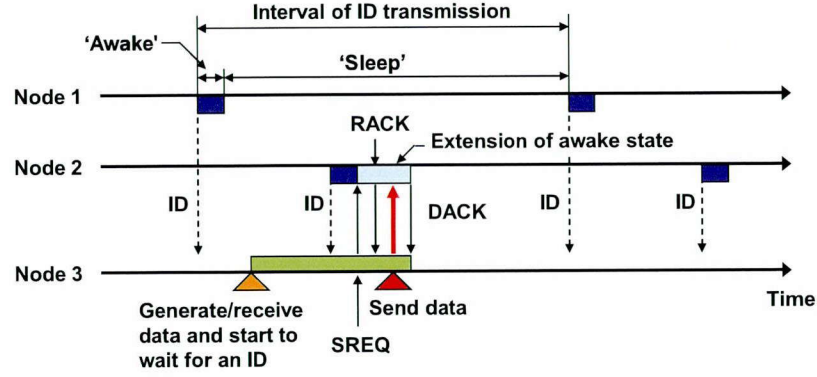 Interval of ID transmission
‘Awake'
‘Sleep’
Node 1
RACK
Extension of awake state
Node 2
ID
ID
DACK
ID
ID
Node 3
Time
Generate/receive
data and start to
wait for an ID
Send data
SREQ